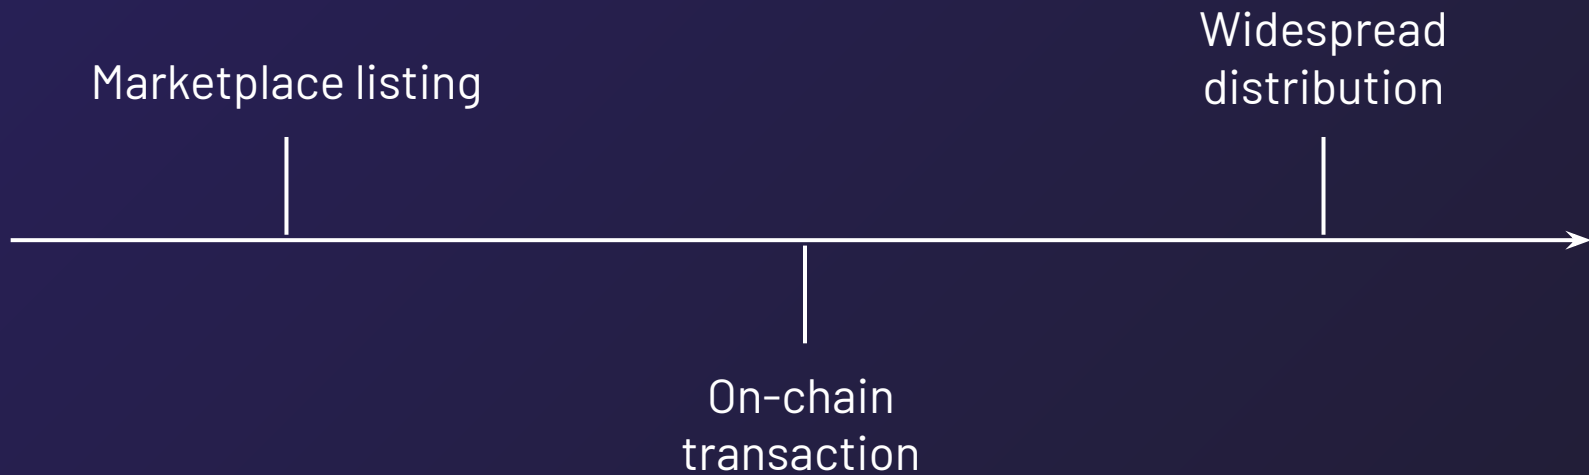 Marketplace listing
On-chain
transaction
Widespread
distribution